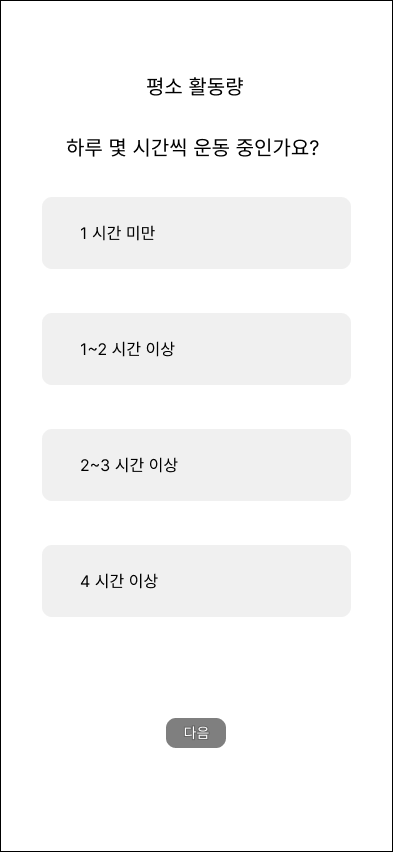 평소 활동량
하루 몇 시간씩 운동 중인가요?
1 시간 미만
1~2 시간 이상
2~3 시간 이상
4 시간 이상
다음